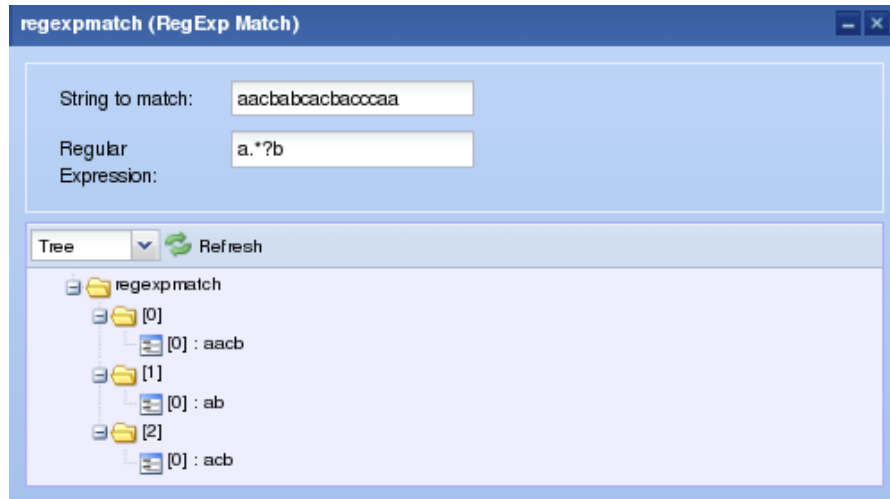 regexpmatch (RegExp Match)
String to match: aacbabcacbacccaa
Regular a.*?b
Expression:
Tree Refresh
regexpmatch
[0]
[0] : aacb
[1]
[0] : ab
[2]
[0] : acb